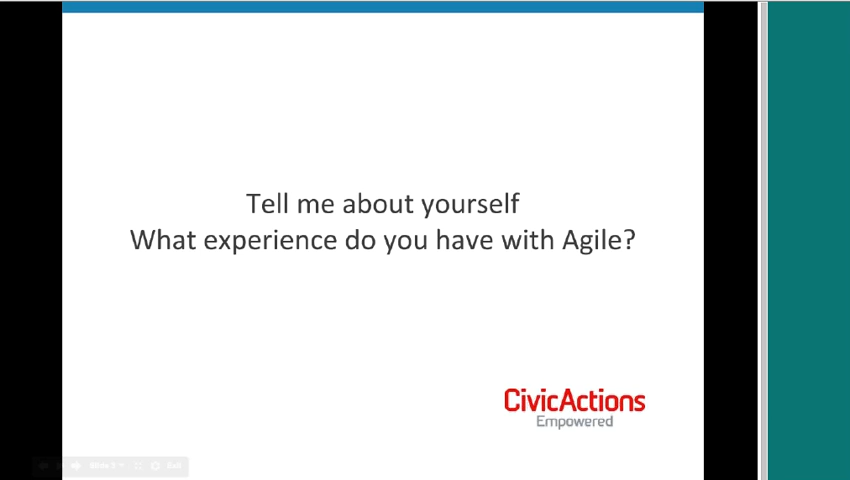 Tell me about yourself
What experience do you have with Agile?
CivicActions
Empowered